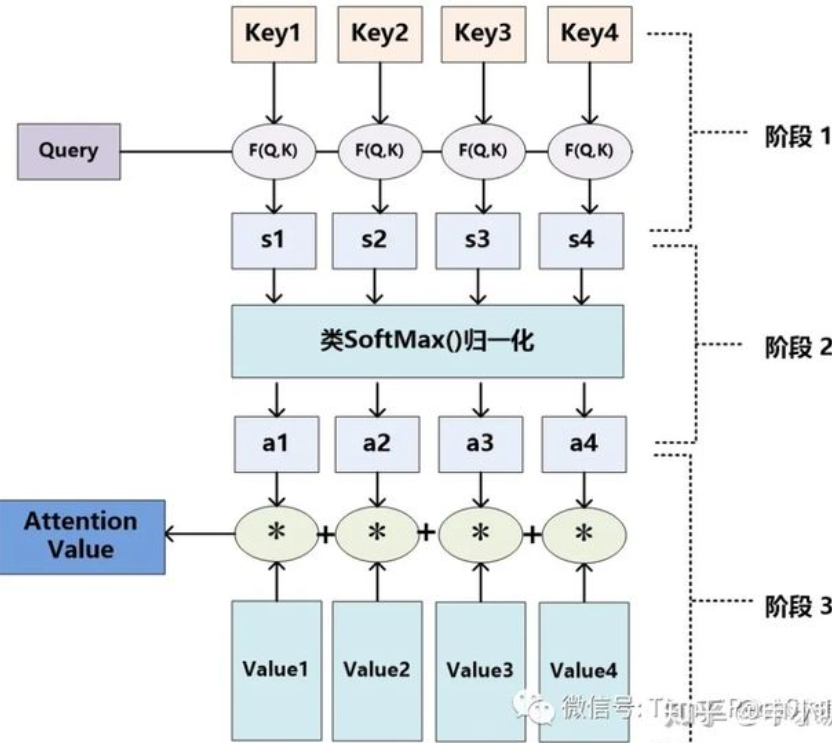 Key1 Key2 Key3 Key4
阶段 1
Query F(Q,K) F(Q,K) F(Q,K) F(Q,K)
s1 s2 s3 s4
类SoftMax()归一化
阶段 2
a1 a2 a3 a4
Attention
Value
* + * + * + *
阶段 3
Value1 Value2 Value3 Value4
微信号:
知乎